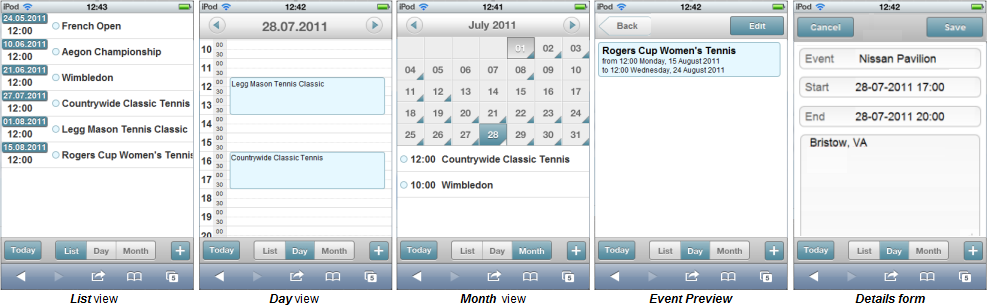 iPod 12:43
24.05.2011
12:00 French Open
10.06.2011
12:00 Aegon Championship
21.06.2011
12:00 Wimbledon
27.07.2011
12:00 Countrywide Classic Tennis
01.08.2011
12:00 Legg Mason Tennis Classic
15.08.2011
12:00 Rogers Cup Women's Tennis
Today List Day Month +
5
List view
iPod 12:42
28.07.2011
10 00
30
11 00
30
12 00
30
Legg Mason Tennis Classic
13 00
30
14 00
30
15 00
30
16 00
30
Countrywide Classic Tennis
17 00
30
18 00
30
19 00
30
20 00
Today List Day Month +
5
Day view
iPod 12:41
July 2011
01 02 03
04 05 06 07 08 09 10
11 12 13 14 15 16 17
18 19 20 21 22 23 24
25 26 27 28 29 30 31
12:00 Countrywide Classic Tennis
10:00 Wimbledon
Today List Day Month +
5
Month view
iPod 12:42
Back Edit
Rogers Cup Women's Tennis
from 12:00 Monday, 15 August 2011
to 12:00 Wednesday, 24 August 2011
Today List Day Month +
5
Event Preview
iPod 12:42
Cancel Save
Event Nissan Pavilion
Start 28-07-2011 17:00
End 28-07-2011 20:00
Bristow, VA
Today List Day Month +
5
Details form